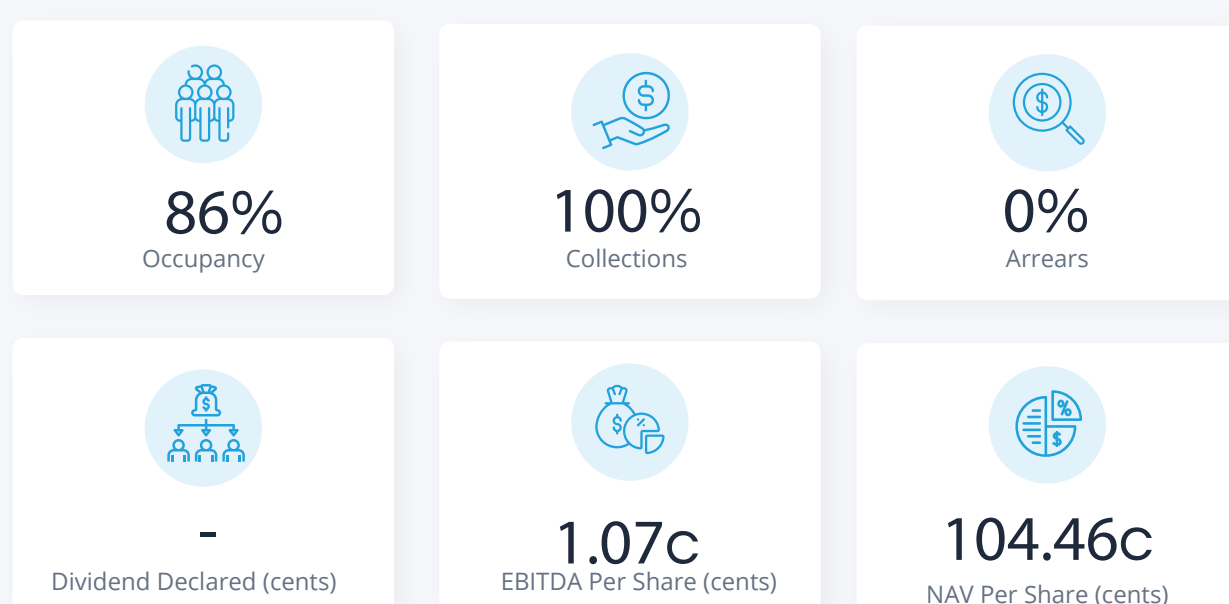 86%
Occupancy
100%
Collections
0%
Arrears
-
Dividend Declared (cents)
1.07c
EBITDA Per Share (cents)
104.46c
NAV Per Share (cents)